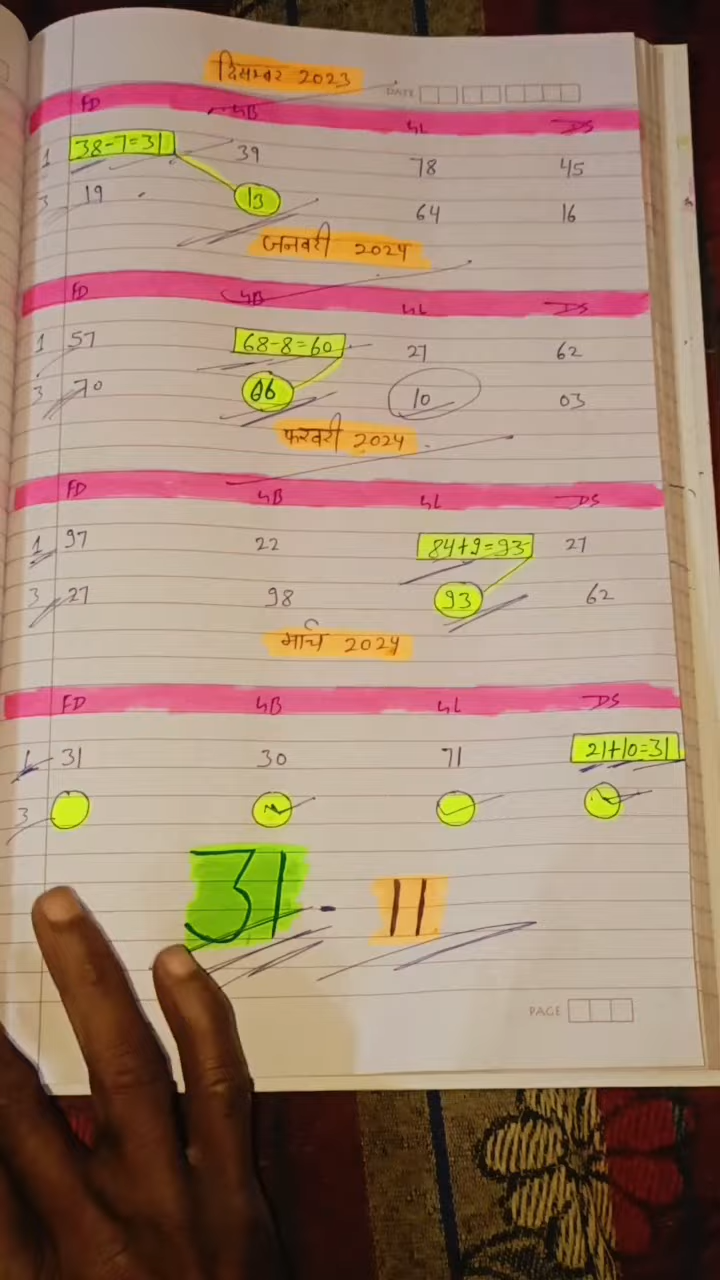 दिसम्बर 2023
DATE
FD GB GL DS
1 38-7=31 39 78 45
3 19 13 64 16
जनवरी 2024
FD GB GL DS
1 57 68-8=60 27 62
3 70 06 10 03
फरवरी 2024
FD GB GL DS
1 97 22 84+9=93 27
3 27 98 93 62
मार्च 2024
FD GB GL DS
1 31 30 71 21+10=31
3
31 - 11
PAGE